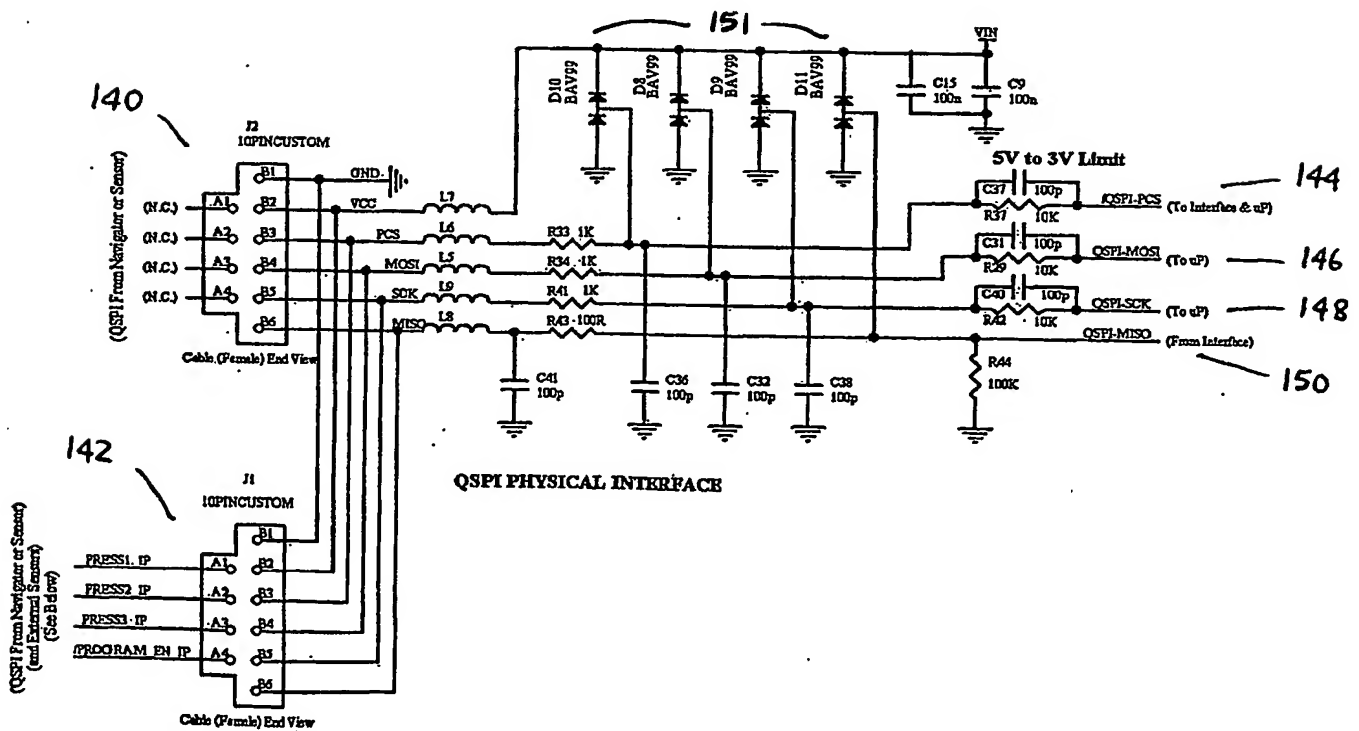 151
VIN
140
D10
BAV99
D8
BAV99
D9
BAV99
D11
BAV99
C15
100n
C9
100n
J2
10PINCUSTOM
(QSPI From Navigator or Sensor)
B1
GND.
5V to 3V Limit
144
(N.C.)
A1
B2
VCC
L7
C37
100p
/QSPI-PCS
(To Interface & uP)
(N.C.)
A2
B3
PCS
L6
R33 1K
R37
10K
(N.C.)
A3
B4
MOSI
L5
R34 1K
C31
100p
QSPI-MOSI
(To uP)
146
R29
10K
(N.C.)
A4
B5
SCK
L9
R41 1K
C40
100p
QSPI-SCK
(To uP)
148
R42
10K
B6
MISO
L8
R43 100R
QSPI-MISO
(From Interface)
150
Cable (Female) End View
C41
100p
C36
100p
C32
100p
C38
100p
R44
100K
142
QSPI PHYSICAL INTERFACE
J1
10PINCUSTOM
(QSPI From Navigator or Sensor)
(and External Sensors)
(See Below)
B1
PRESS1. IP
A1
B2
PRESS2 IP
A2
B3
PRESS3 IP
A3
B4
/PROGRAM EN IP
A4
B5
B6
Cable (Female) End View